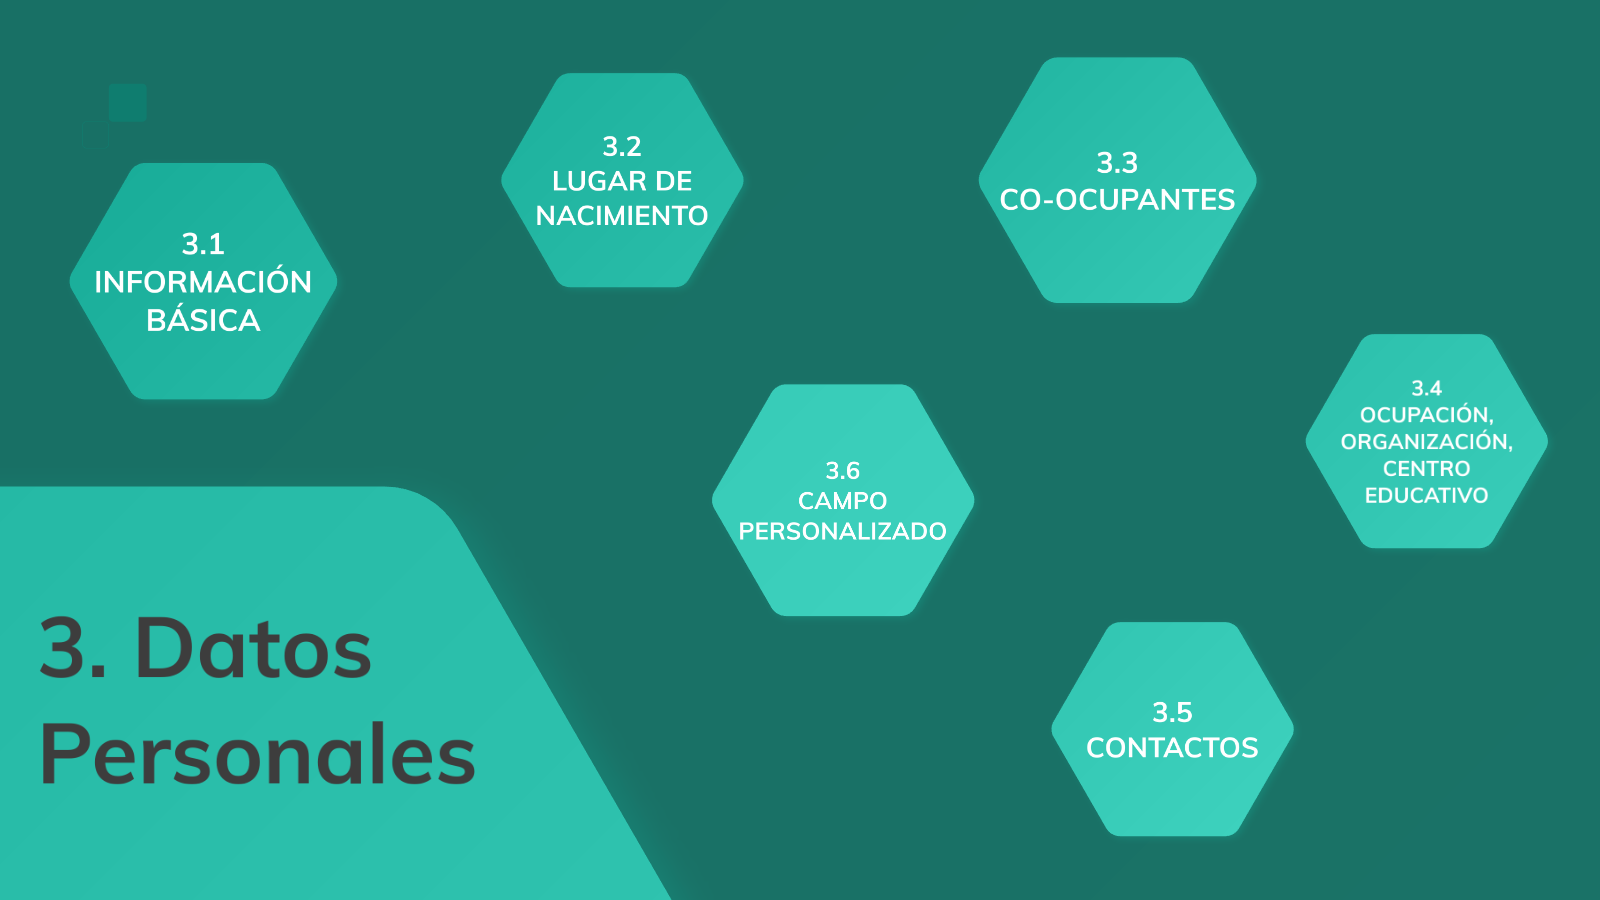 3. Datos
Personales
3.1
INFORMACIÓN
BÁSICA
3.2
LUGAR DE
NACIMIENTO
3.3
CO-OCUPANTES
3.4
OCUPACIÓN,
ORGANIZACIÓN,
CENTRO
EDUCATIVO
3.5
CONTACTOS
3.6
CAMPO
PERSONALIZADO